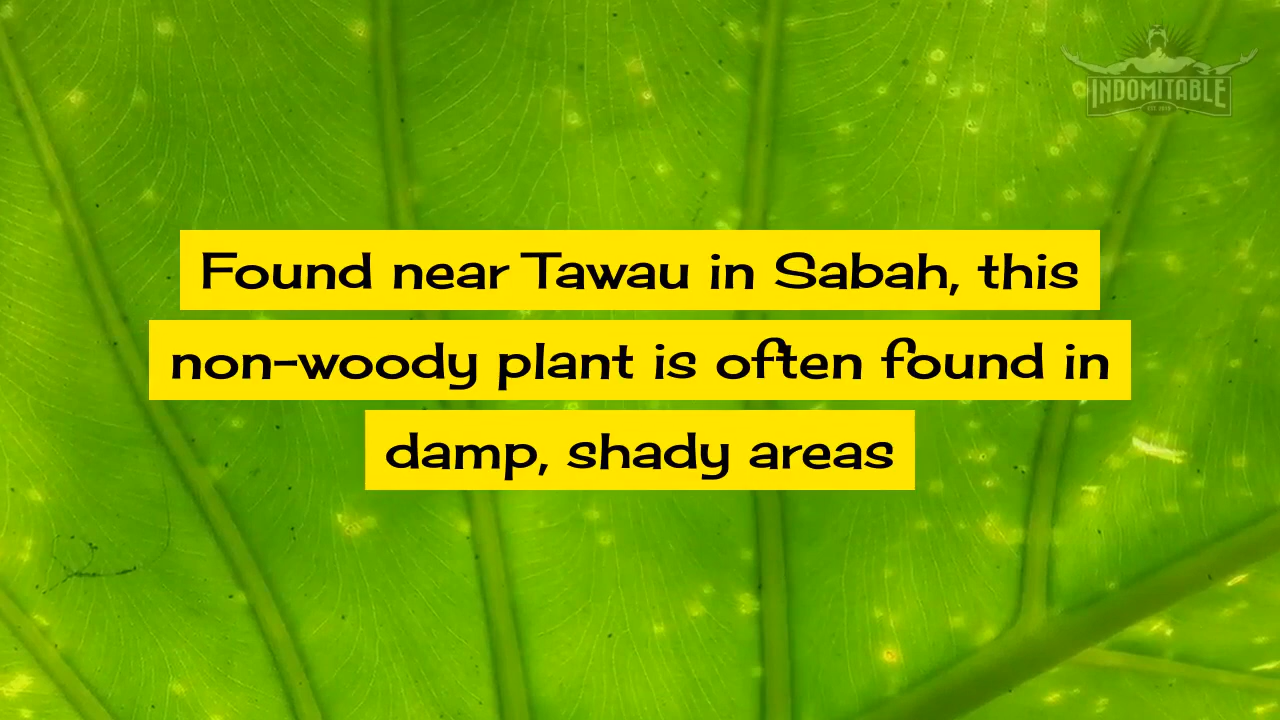 INDOMITABLE
Found near Tawau in Sabah, this
non-woody plant is often found in
damp, shady areas